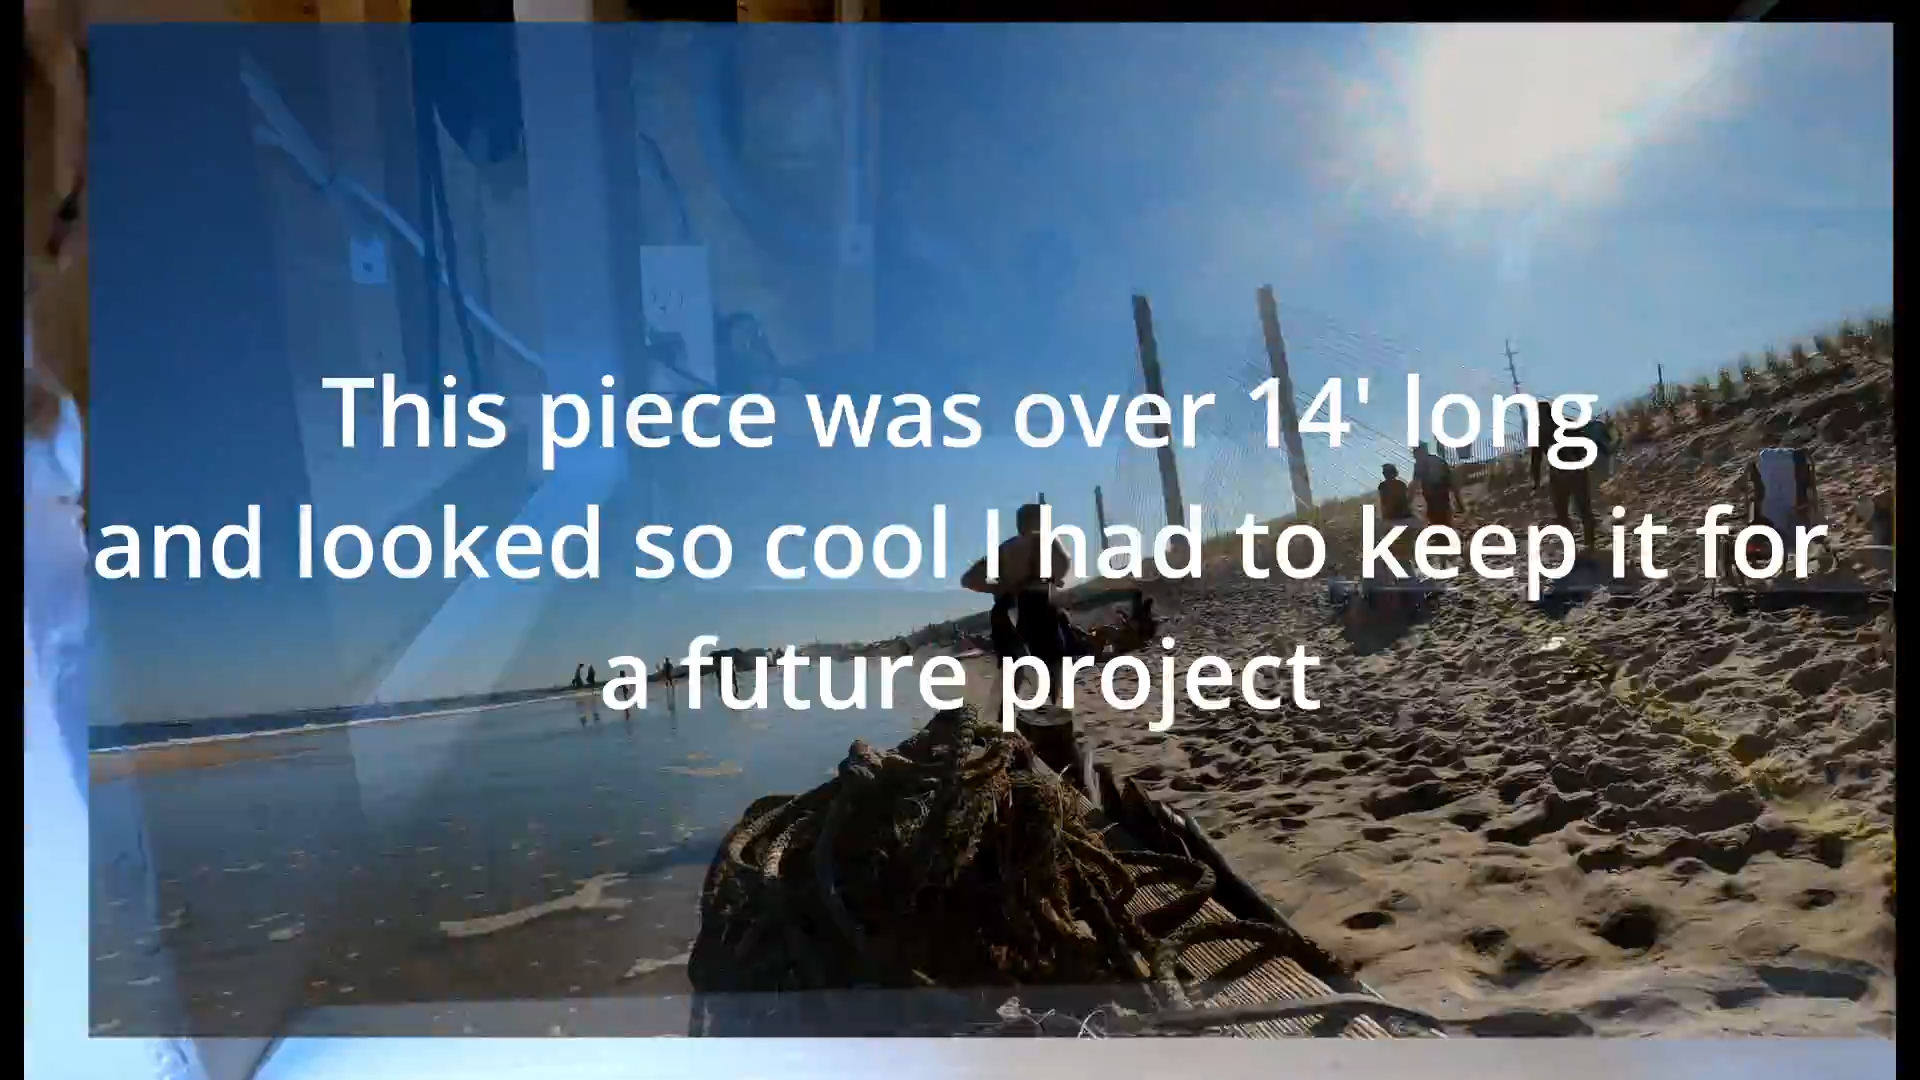 This piece was over 14' long
and looked so cool I had to keep it for
a future project